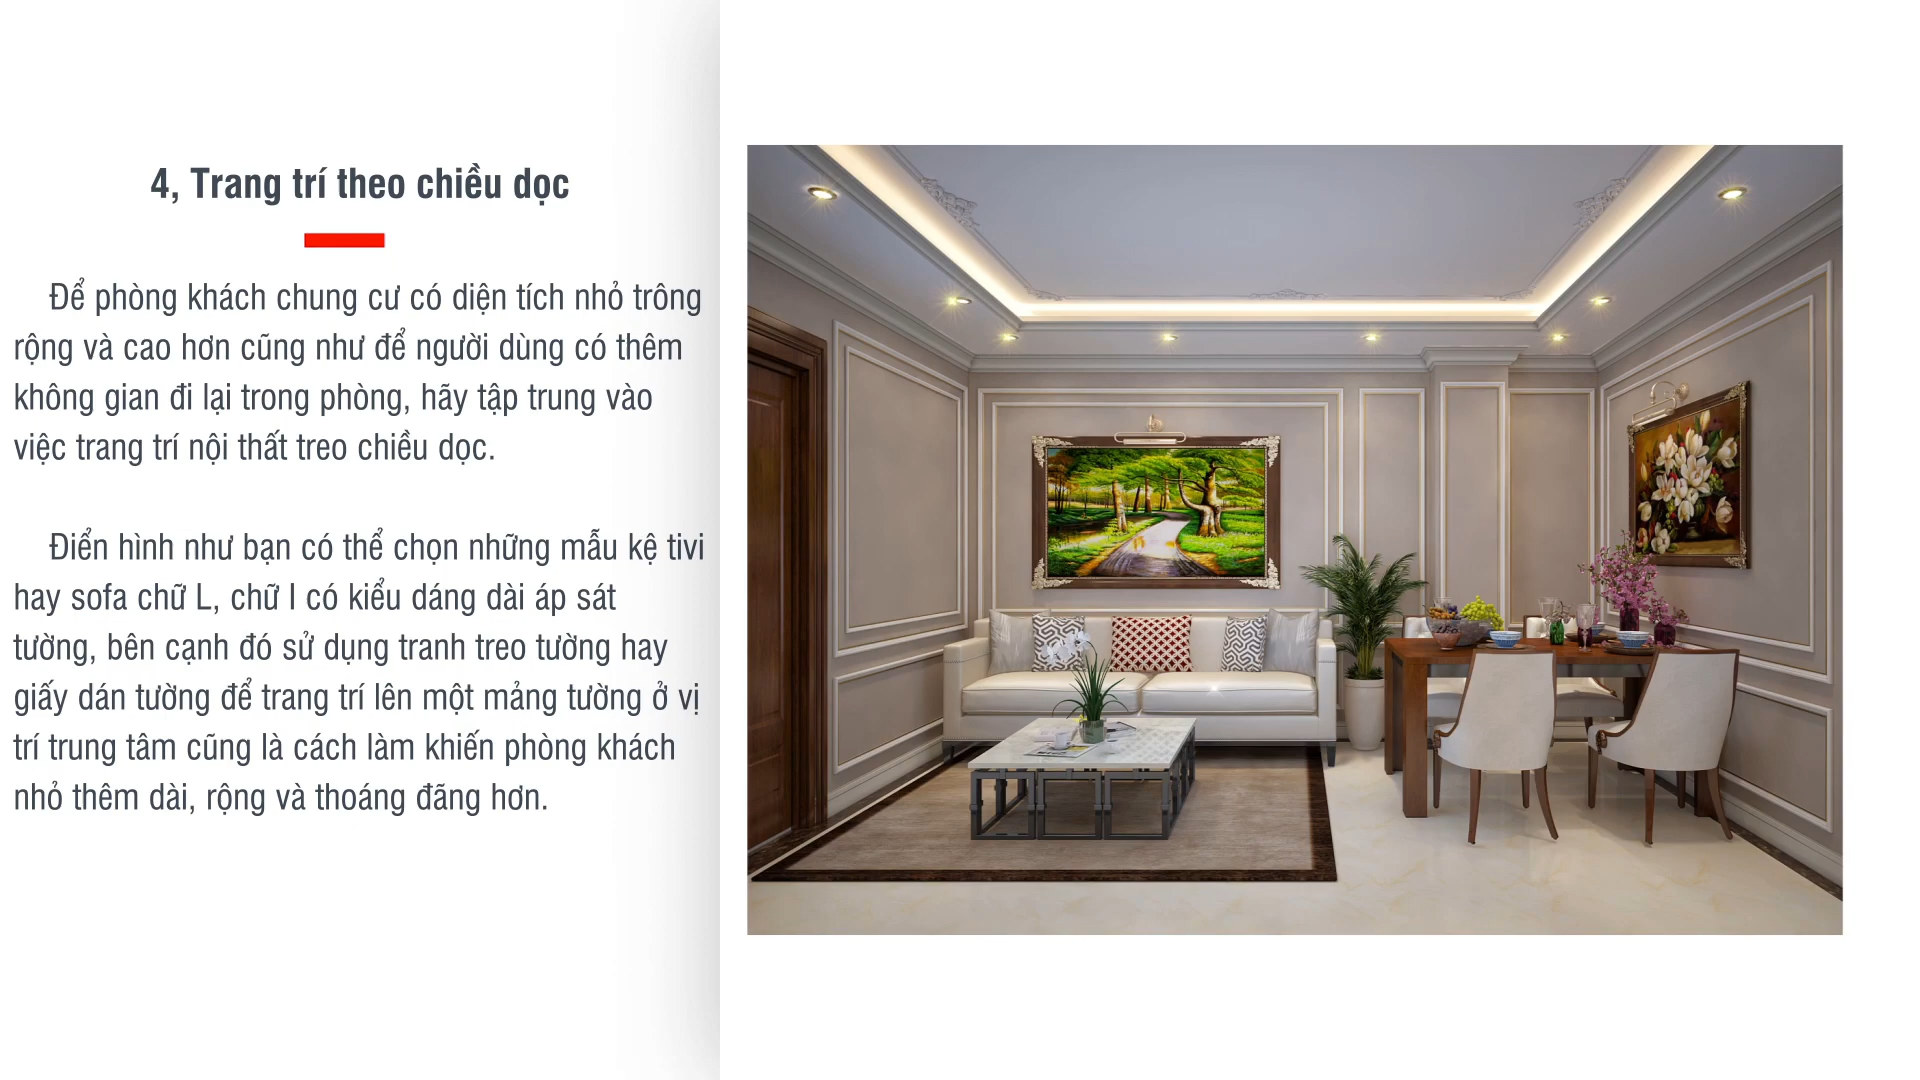 4, Trang trí theo chiều dọc
Để phòng khách chung cư có diện tích nhỏ trông
rộng và cao hơn cũng như để người dùng có thêm
không gian đi lại trong phòng, hãy tập trung vào
việc trang trí nội thất treo chiều dọc.
Điển hình như bạn có thể chọn những mẫu kệ tivi
hay sofa chữ L, chữ I có kiểu dáng dài áp sát
tường, bên cạnh đó sử dụng tranh treo tường hay
giấy dán tường để trang trí lên một mảng tường ở vị
trí trung tâm cũng là cách làm khiến phòng khách
nhỏ thêm dài, rộng và thoáng đãng hơn.